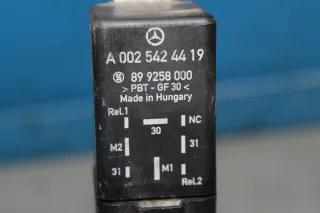 A 002 542 44 19
89 9258 000
> PBT - GF 30 <
Made in Hungary
Rel.1
NC
30
M2
31
M1
31
Rel.2